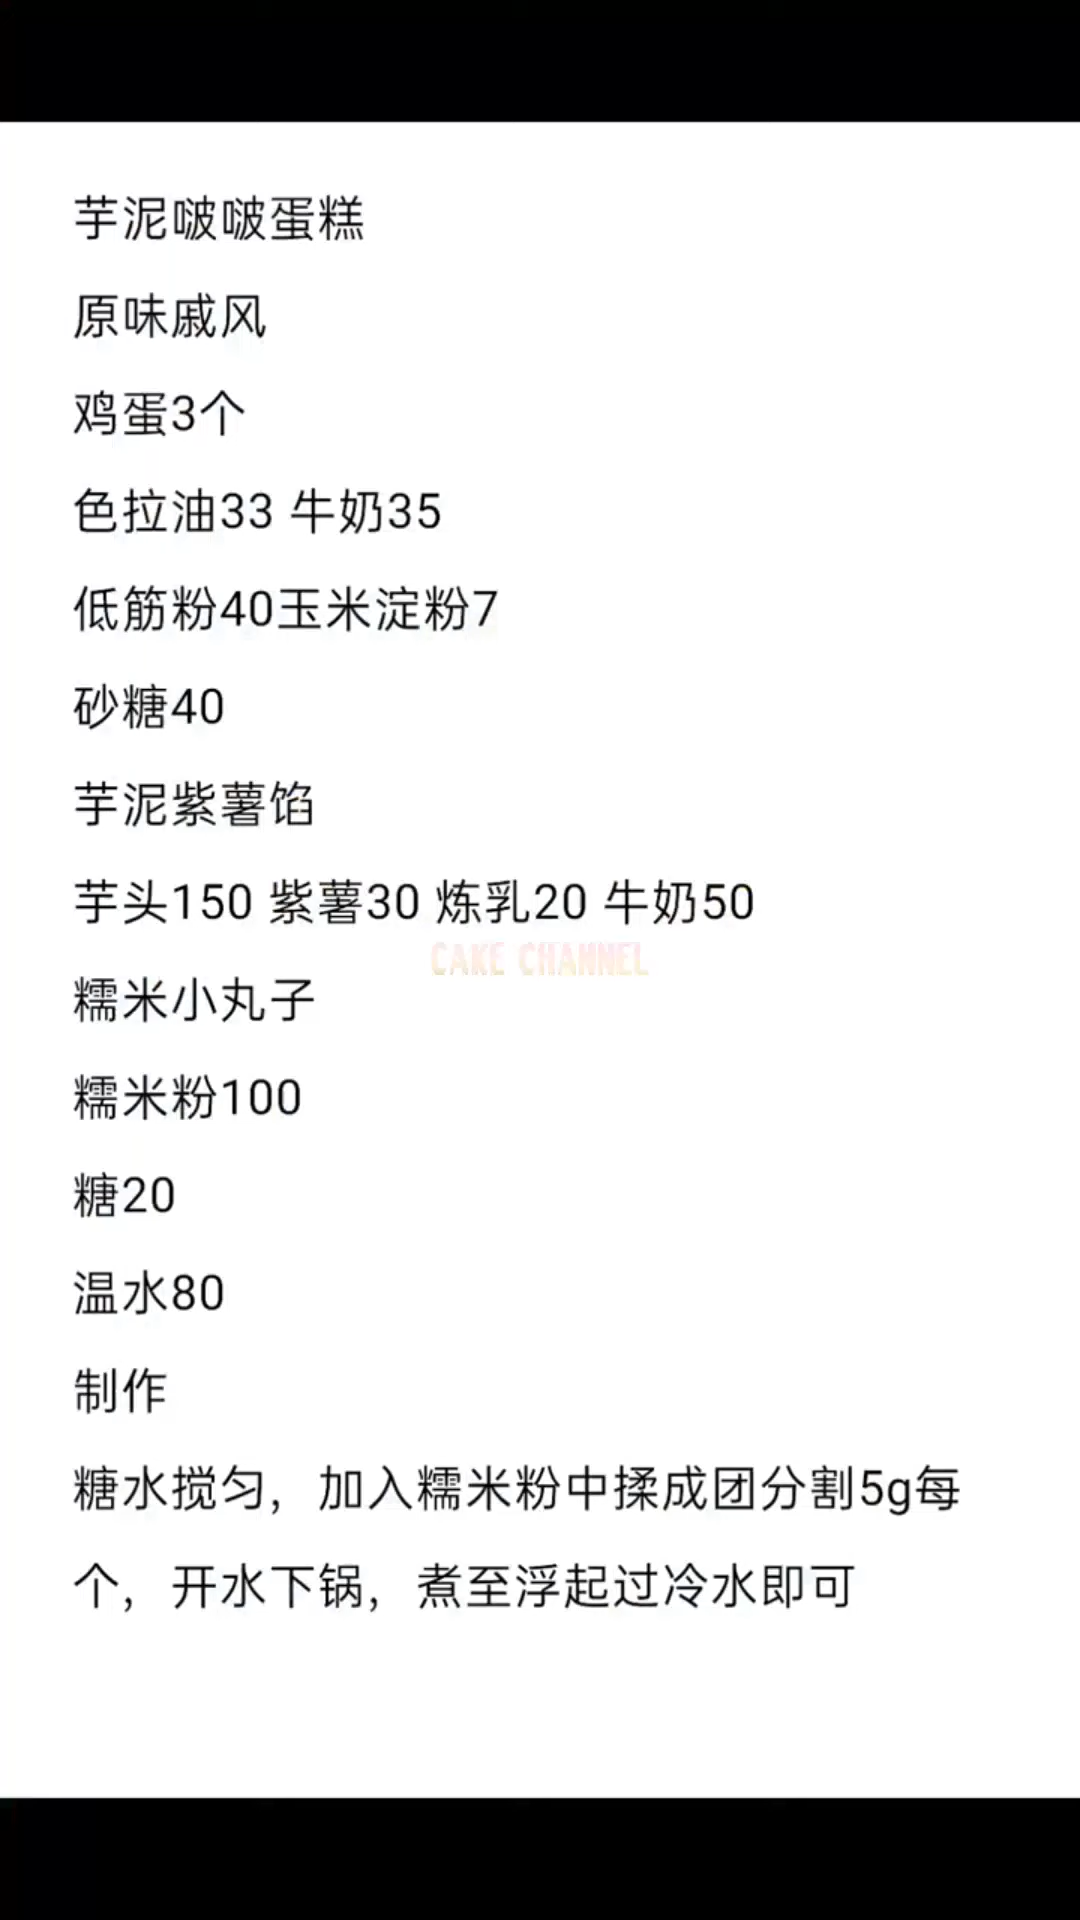 芋泥啵啵蛋糕
原味戚风
鸡蛋3个
色拉油33 牛奶35
低筋粉40玉米淀粉7
砂糖40
芋泥紫薯馅
芋头150 紫薯30 炼乳20 牛奶50
CAKE CHANNEL
糯米小丸子
糯米粉100
糖20
温水80
制作
糖水搅匀，加入糯米粉中揉成团分割5g每
个，开水下锅，煮至浮起过冷水即可